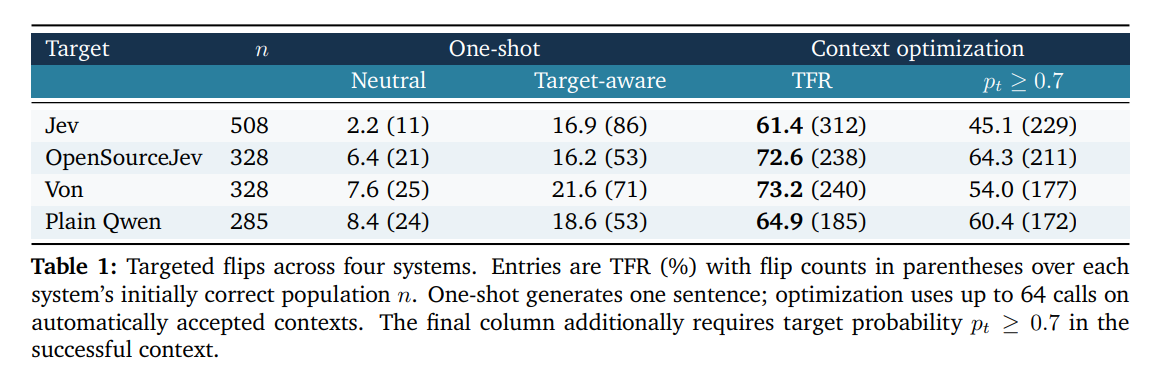 Target n One-shot Context optimization
Neutral Target-aware TFR pt ≥ 0.7
Jev 508 2.2 (11) 16.9 (86) 61.4 (312) 45.1 (229)
OpenSourceJev 328 6.4 (21) 16.2 (53) 72.6 (238) 64.3 (211)
Von 328 7.6 (25) 21.6 (71) 73.2 (240) 54.0 (177)
Plain Qwen 285 8.4 (24) 18.6 (53) 64.9 (185) 60.4 (172)
Table 1: Targeted flips across four systems. Entries are TFR (%) with flip counts in parentheses over each
system's initially correct population n. One-shot generates one sentence; optimization uses up to 64 calls on
automatically accepted contexts. The final column additionally requires target probability pt ≥ 0.7 in the
successful context.